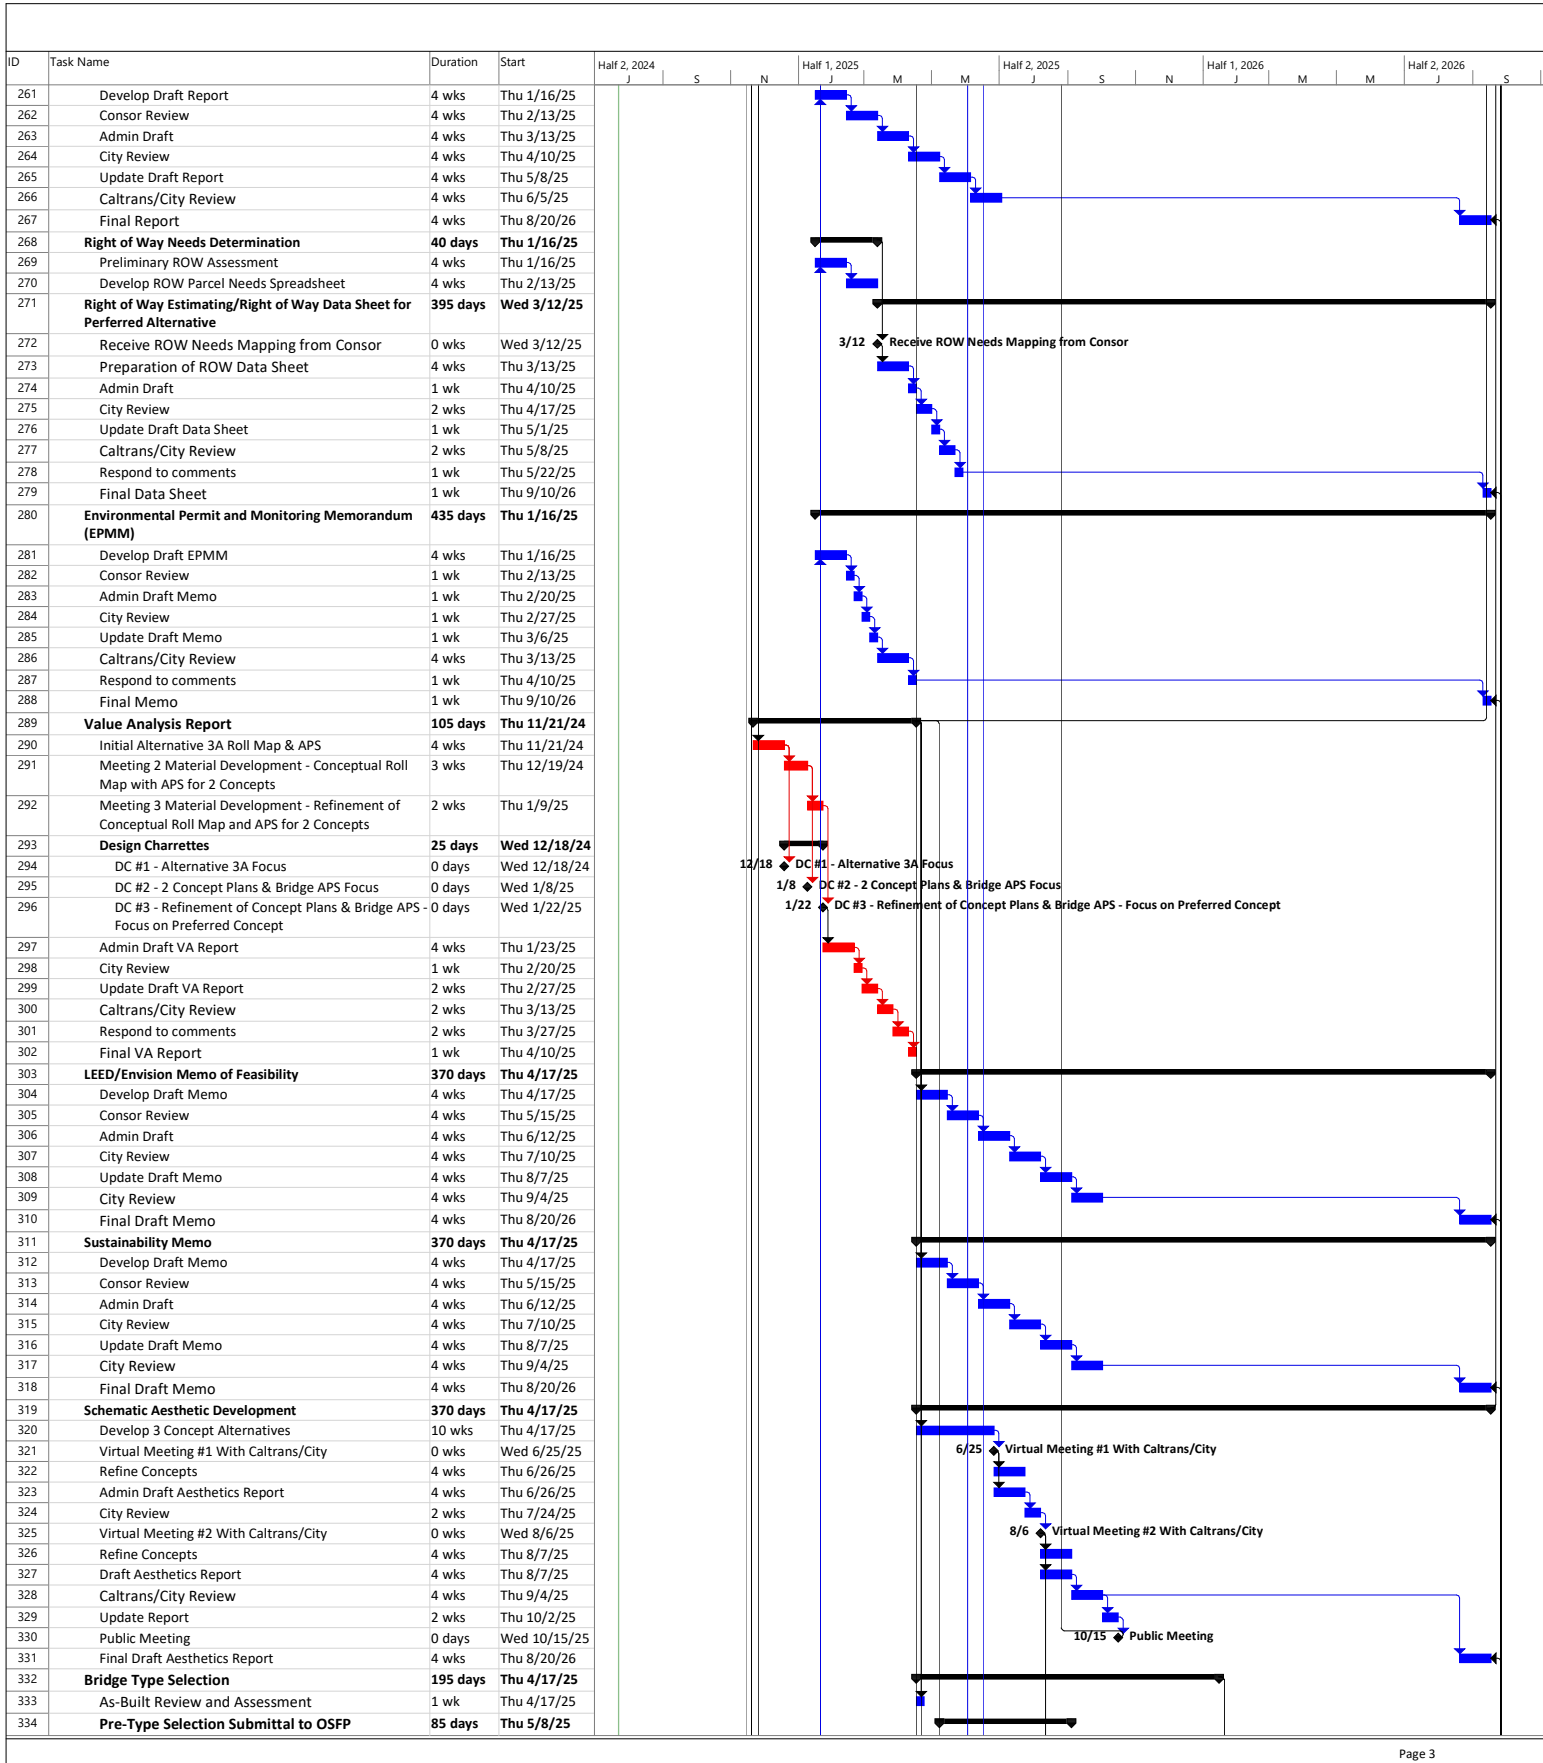 ID Task Name Duration Start Half 2, 2024 Half 1, 2025 Half 2, 2025 Half 1, 2026 Half 2, 2026
J S N J M M J S N J M M J S
261 Develop Draft Report 4 wks Thu 1/16/25
262 Consor Review 4 wks Thu 2/13/25
263 Admin Draft 4 wks Thu 3/13/25
264 City Review 4 wks Thu 4/10/25
265 Update Draft Report 4 wks Thu 5/8/25
266 Caltrans/City Review 4 wks Thu 6/5/25
267 Final Report 4 wks Thu 8/20/26
268 Right of Way Needs Determination 40 days Thu 1/16/25
269 Preliminary ROW Assessment 4 wks Thu 1/16/25
270 Develop ROW Parcel Needs Spreadsheet 4 wks Thu 2/13/25
271 Right of Way Estimating/Right of Way Data Sheet for 395 days Wed 3/12/25
Perferred Alternative
272 Receive ROW Needs Mapping from Consor 0 wks Wed 3/12/25 3/12 Receive ROW Needs Mapping from Consor
273 Preparation of ROW Data Sheet 4 wks Thu 3/13/25
274 Admin Draft 1 wk Thu 4/10/25
275 City Review 2 wks Thu 4/17/25
276 Update Draft Data Sheet 1 wk Thu 5/1/25
277 Caltrans/City Review 2 wks Thu 5/8/25
278 Respond to comments 1 wk Thu 5/22/25
279 Final Data Sheet 1 wk Thu 9/10/26
280 Environmental Permit and Monitoring Memorandum 435 days Thu 1/16/25
(EPMM)
281 Develop Draft EPMM 4 wks Thu 1/16/25
282 Consor Review 1 wk Thu 2/13/25
283 Admin Draft Memo 1 wk Thu 2/20/25
284 City Review 1 wk Thu 2/27/25
285 Update Draft Memo 1 wk Thu 3/6/25
286 Caltrans/City Review 4 wks Thu 3/13/25
287 Respond to comments 1 wk Thu 4/10/25
288 Final Memo 1 wk Thu 9/10/26
289 Value Analysis Report 105 days Thu 11/21/24
290 Initial Alternative 3A Roll Map & APS 4 wks Thu 11/21/24
291 Meeting 2 Material Development - Conceptual Roll 3 wks Thu 12/19/24
Map with APS for 2 Concepts
292 Meeting 3 Material Development - Refinement of 2 wks Thu 1/9/25
Conceptual Roll Map and APS for 2 Concepts
293 Design Charrettes 25 days Wed 12/18/24
294 DC #1 - Alternative 3A Focus 0 days Wed 12/18/24 12/18 DC #1 - Alternative 3A Focus
295 DC #2 - 2 Concept Plans & Bridge APS Focus 0 days Wed 1/8/25 1/8 DC #2 - 2 Concept Plans & Bridge APS Focus
296 DC #3 - Refinement of Concept Plans & Bridge APS - 0 days Wed 1/22/25 1/22 DC #3 - Refinement of Concept Plans & Bridge APS - Focus on Preferred Concept
Focus on Preferred Concept
297 Admin Draft VA Report 4 wks Thu 1/23/25
298 City Review 1 wk Thu 2/20/25
299 Update Draft VA Report 2 wks Thu 2/27/25
300 Caltrans/City Review 2 wks Thu 3/13/25
301 Respond to comments 2 wks Thu 3/27/25
302 Final VA Report 1 wk Thu 4/10/25
303 LEED/Envision Memo of Feasibility 370 days Thu 4/17/25
304 Develop Draft Memo 4 wks Thu 4/17/25
305 Consor Review 4 wks Thu 5/15/25
306 Admin Draft 4 wks Thu 6/12/25
307 City Review 4 wks Thu 7/10/25
308 Update Draft Memo 4 wks Thu 8/7/25
309 City Review 4 wks Thu 9/4/25
310 Final Draft Memo 4 wks Thu 8/20/26
311 Sustainability Memo 370 days Thu 4/17/25
312 Develop Draft Memo 4 wks Thu 4/17/25
313 Consor Review 4 wks Thu 5/15/25
314 Admin Draft 4 wks Thu 6/12/25
315 City Review 4 wks Thu 7/10/25
316 Update Draft Memo 4 wks Thu 8/7/25
317 City Review 4 wks Thu 9/4/25
318 Final Draft Memo 4 wks Thu 8/20/26
319 Schematic Aesthetic Development 370 days Thu 4/17/25
320 Develop 3 Concept Alternatives 10 wks Thu 4/17/25
321 Virtual Meeting #1 With Caltrans/City 0 wks Wed 6/25/25 6/25 Virtual Meeting #1 With Caltrans/City
322 Refine Concepts 4 wks Thu 6/26/25
323 Admin Draft Aesthetics Report 4 wks Thu 6/26/25
324 City Review 2 wks Thu 7/24/25
325 Virtual Meeting #2 With Caltrans/City 0 wks Wed 8/6/25 8/6 Virtual Meeting #2 With Caltrans/City
326 Refine Concepts 4 wks Thu 8/7/25
327 Draft Aesthetics Report 4 wks Thu 8/7/25
328 Caltrans/City Review 4 wks Thu 9/4/25
329 Update Report 2 wks Thu 10/2/25
330 Public Meeting 0 days Wed 10/15/25 10/15 Public Meeting
331 Final Draft Aesthetics Report 4 wks Thu 8/20/26
332 Bridge Type Selection 195 days Thu 4/17/25
333 As-Built Review and Assessment 1 wk Thu 4/17/25
334 Pre-Type Selection Submittal to OSFP 85 days Thu 5/8/25
Page 3